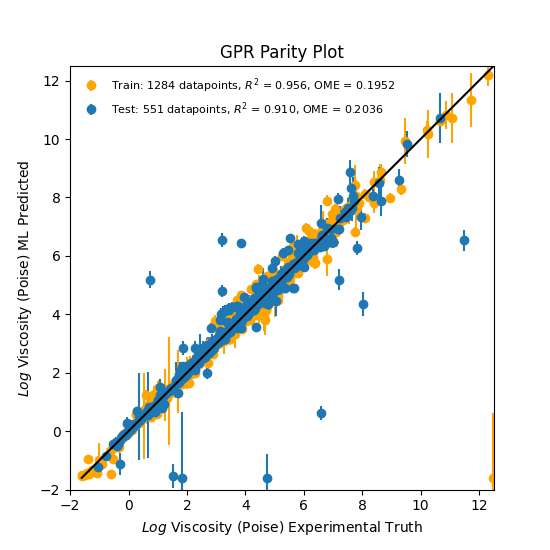 GPR Parity Plot
Train: 1284 datapoints, R² = 0.956, OME = 0.1952
Test: 551 datapoints, R² = 0.910, OME = 0.2036
Log Viscosity (Poise) ML Predicted
12
10
8
6
4
2
0
−2
−2 0 2 4 6 8 10 12
Log Viscosity (Poise) Experimental Truth